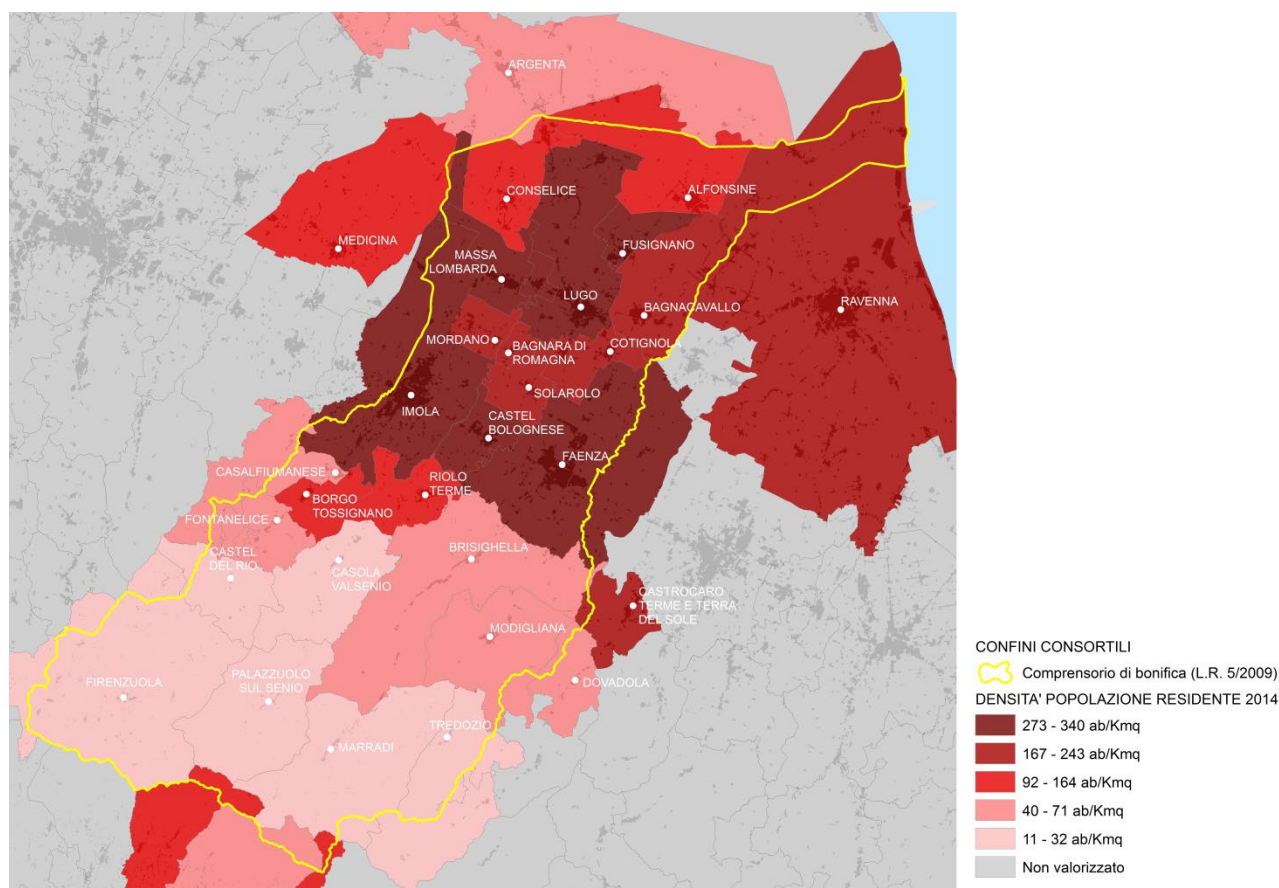 ARGENTA
CONSELICE
ALFONSINE
MEDICINA
FUSIGNANO
MASSA
LOMBARDA
LUGO
BAGNACAVALLO
RAVENNA
MORDANO
BAGNARA DI
ROMAGNA
COTIGNOLA
SOLAROLO
IMOLA
CASTEL
BOLOGNESE
FAENZA
CASALFIUMANESE
BORGO
TOSSIGNANO
RIOLO
TERME
FONTANELICE
CASTEL
DEL RIO
CASOLA
VALSENIO
BRISIGHELLA
CASTROCARO
TERME E TERRA
DEL SOLE
MODIGLIANA
DOVADOLA
FIRENZUOLA
PALAZZUOLO
SUL SENIO
TREDOZIO
MARRADI
CONFINI CONSORTILI
Comprensorio di bonifica (L.R. 5/2009)
DENSITA' POPOLAZIONE RESIDENTE 2014
273 - 340 ab/Kmq
167 - 243 ab/Kmq
92 - 164 ab/Kmq
40 - 71 ab/Kmq
11 - 32 ab/Kmq
Non valorizzato